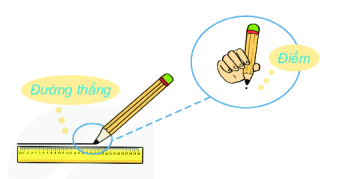 Điểm
Đường thẳng